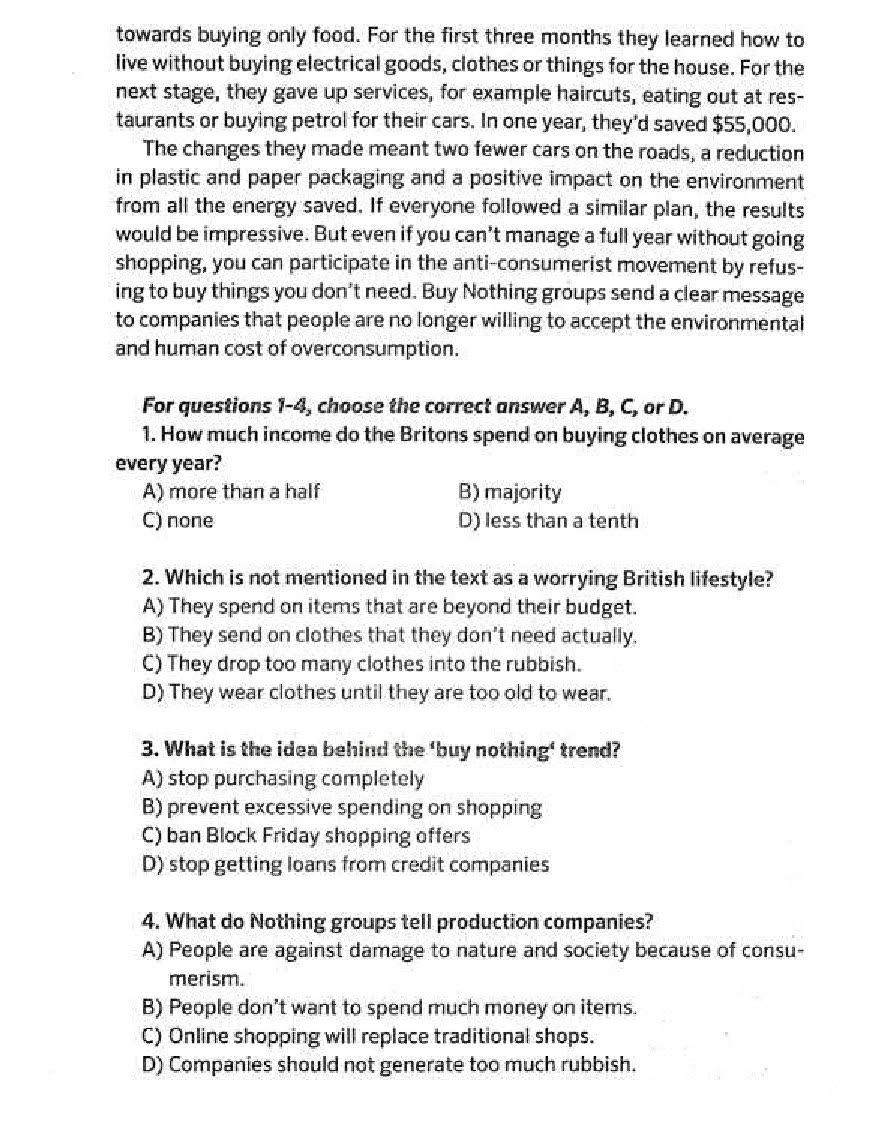 towards buying only food. For the first three months they learned how to
live without buying electrical goods, clothes or things for the house. For the
next stage, they gave up services, for example haircuts, eating out at res-
taurants or buying petrol for their cars. In one year, they'd saved $55,000.
The changes they made meant two fewer cars on the roads, a reduction
in plastic and paper packaging and a positive impact on the environment
from all the energy saved. If everyone followed a similar plan, the results
would be impressive. But even if you can't manage a full year without going
shopping, you can participate in the anti-consumerist movement by refus-
ing to buy things you don't need. Buy Nothing groups send a clear message
to companies that people are no longer willing to accept the environmental
and human cost of overconsumption.
For questions 1-4, choose the correct answer A, B, C, or D.
1. How much income do the Britons spend on buying clothes on average
every year?
A) more than a half B) majority
C) none D) less than a tenth
2. Which is not mentioned in the text as a worrying British lifestyle?
A) They spend on items that are beyond their budget.
B) They send on clothes that they don't need actually.
C) They drop too many clothes into the rubbish.
D) They wear clothes until they are too old to wear.
3. What is the idea behind the 'buy nothing' trend?
A) stop purchasing completely
B) prevent excessive spending on shopping
C) ban Block Friday shopping offers
D) stop getting loans from credit companies
4. What do Nothing groups tell production companies?
A) People are against damage to nature and society because of consu-
merism.
B) People don't want to spend much money on items.
C) Online shopping will replace traditional shops.
D) Companies should not generate too much rubbish.